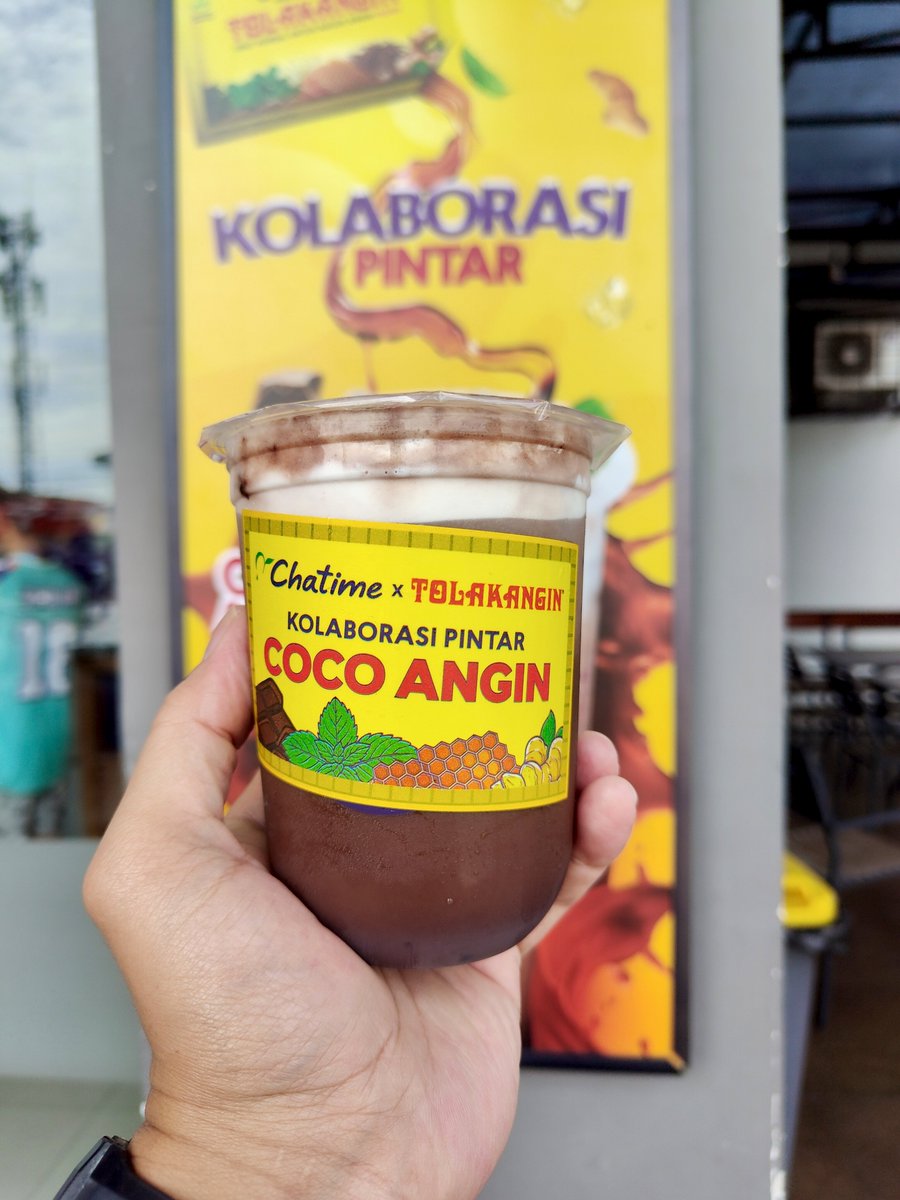 TOLAKANGIN
KOLABORASI
PINTAR
Chatime x TOLAKANGIN
KOLABORASI PINTAR
COCO ANGIN